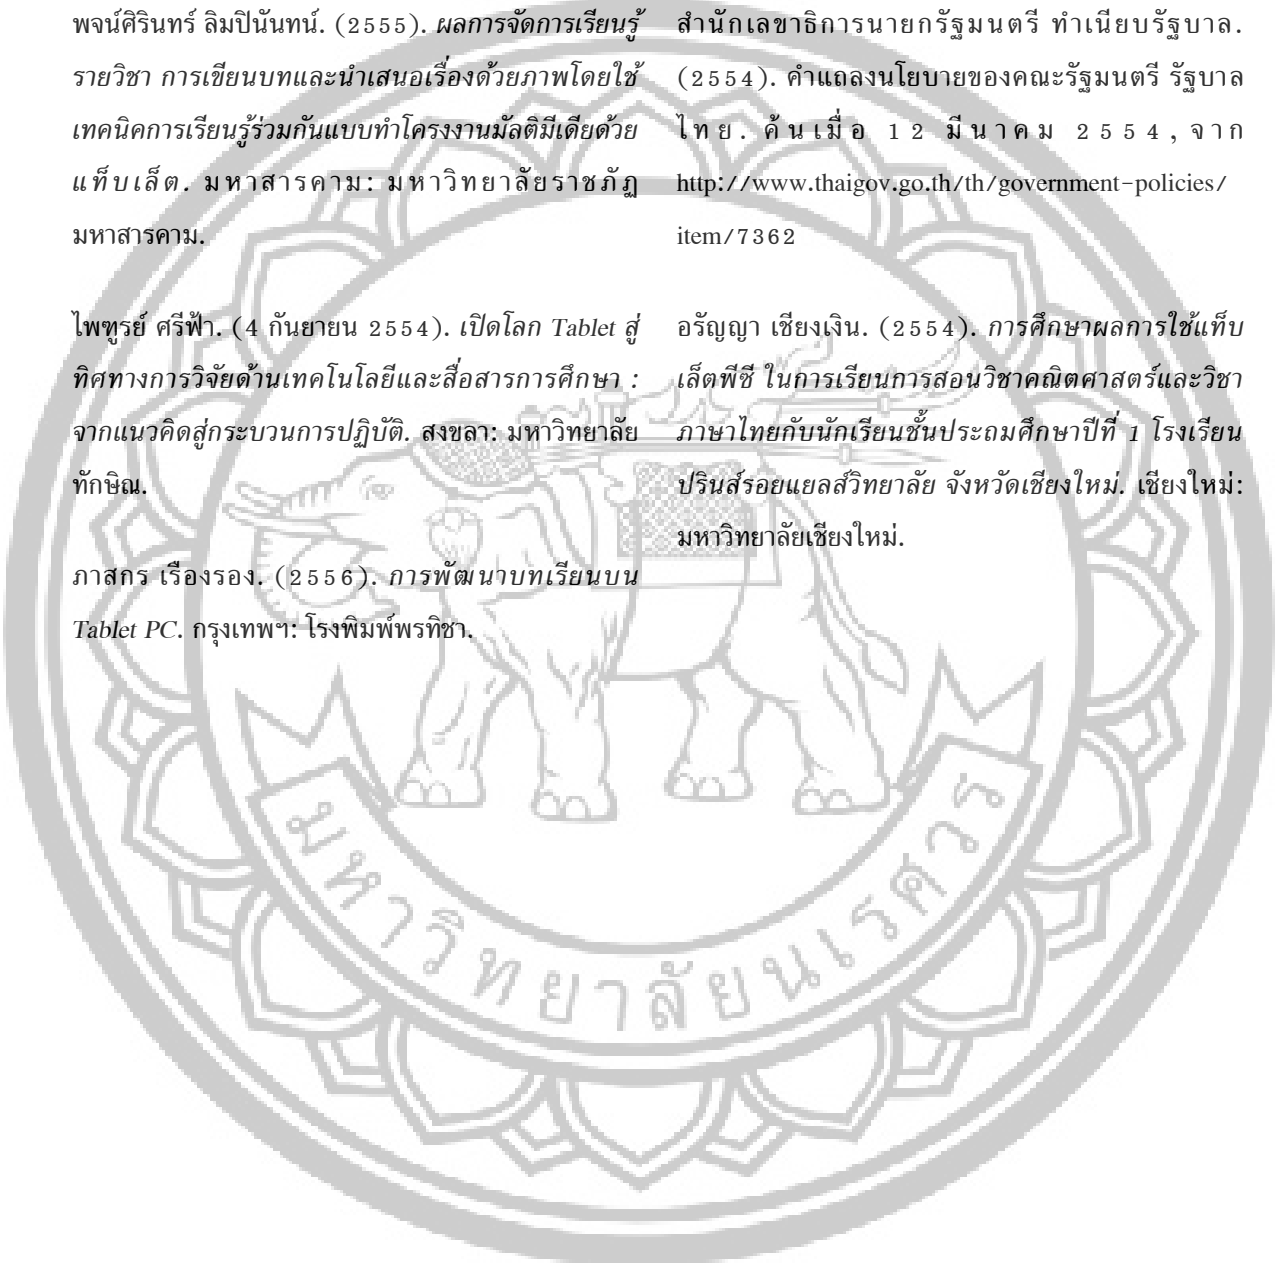 พจน์ศิรินทร์ ลิมปินันทน์. (2555). ผลการจัดการเรียนรู้
รายวิชา การเขียนบทและนำเสนอเรื่องด้วยภาพโดยใช้
เทคนิคการเรียนรู้ร่วมกันแบบทำโครงงานมัลติมีเดียด้วย
แท็บเล็ต. มหาสารคาม: มหาวิทยาลัยราชภัฏ
มหาสารคาม.
ไพฑูรย์ ศรีฟ้า. (4 กันยายน 2554). เปิดโลก Tablet สู่
ทิศทางการวิจัยด้านเทคโนโลยีและสื่อสารการศึกษา :
จากแนวคิดสู่กระบวนการปฏิบัติ. สงขลา: มหาวิทยาลัย
ทักษิณ.
ภาสกร เรืองรอง. (2556). การพัฒนาบทเรียนบน
Tablet PC. กรุงเทพฯ: โรงพิมพ์พรทิชา.
สำนักเลขาธิการนายกรัฐมนตรี ทำเนียบรัฐบาล.
(2554). คำแถลงนโยบายของคณะรัฐมนตรี รัฐบาล
ไทย. ค้นเมื่อ 12 มีนาคม 2554, จาก
http://www.thaigov.go.th/th/government-policies/
item/7362
อรัญญา เชียงเงิน. (2554). การศึกษาผลการใช้แท็บ
เล็ตพีซี ในการเรียนการสอนวิชาคณิตศาสตร์และวิชา
ภาษาไทยกับนักเรียนชั้นประถมศึกษาปีที่ 1 โรงเรียน
ปรินส์รอยแยลส์วิทยาลัย จังหวัดเชียงใหม่. เชียงใหม่:
มหาวิทยาลัยเชียงใหม่.
มหาวิทยาลัยนเรศวร